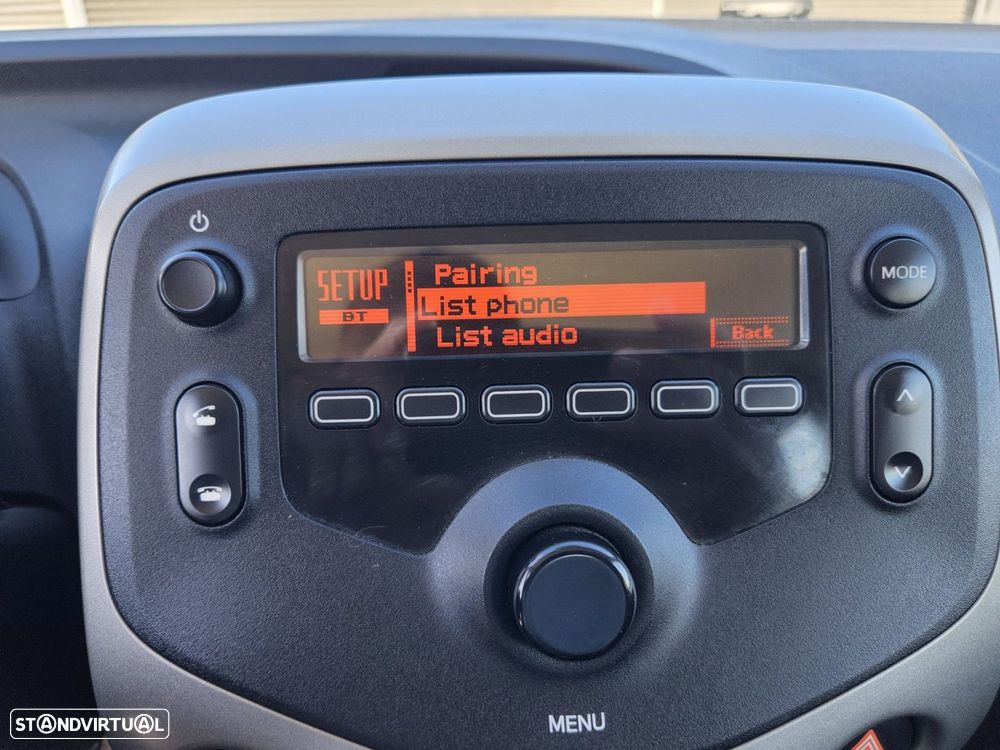 SETUP
BT
Pairing
List phone
List audio
Back
MODE
MENU
STANDVIRTUAL